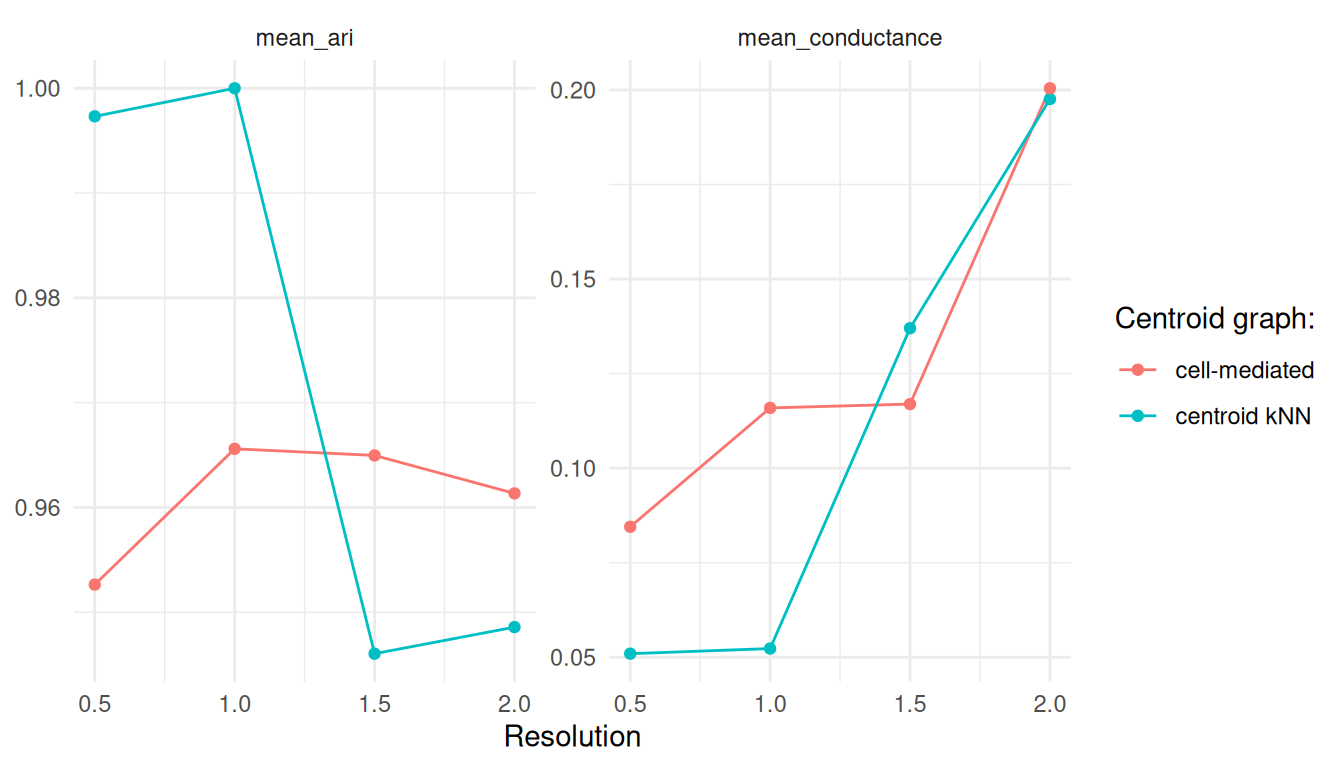 mean_ari
mean_conductance
1.00
0.98
0.96
0.20
0.15
0.10
0.05
0.5 1.0 1.5 2.0
0.5 1.0 1.5 2.0
Resolution
Centroid graph:
cell-mediated
centroid kNN